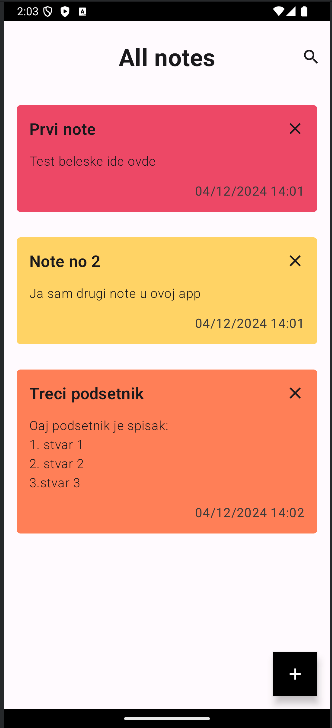 2:03
All notes
Prvi note
Test beleske ide ovde
04/12/2024 14:01
Note no 2
Ja sam drugi note u ovoj app
04/12/2024 14:01
Treci podsetnik
Oaj podsetnik je spisak:
1. stvar 1
2. stvar 2
3.stvar 3
04/12/2024 14:02